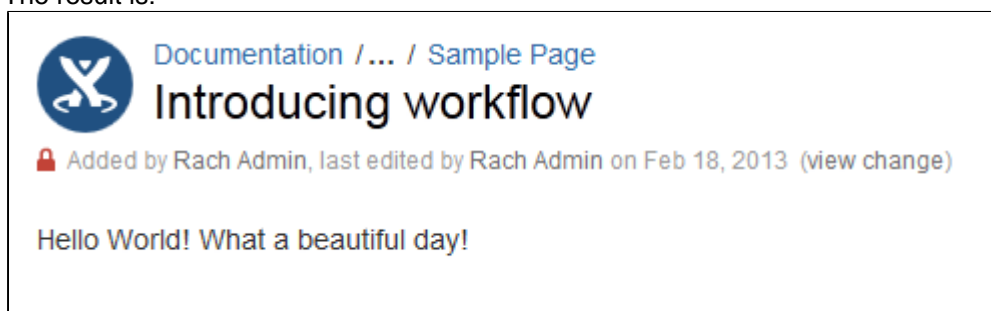 The result is:
Documentation /... / Sample Page
Introducing workflow
Added by Rach Admin, last edited by Rach Admin on Feb 18, 2013 (view change)
Hello World! What a beautiful day!